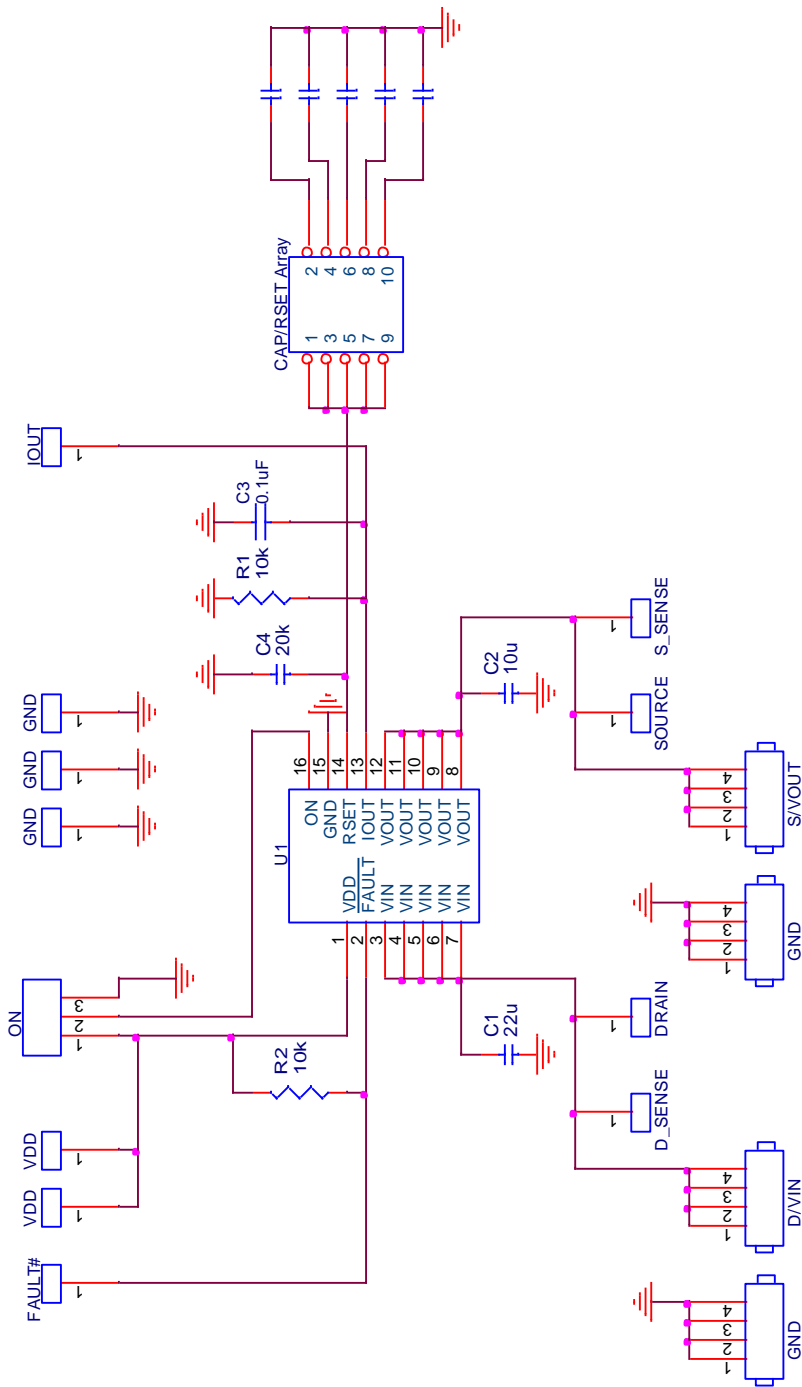 CAP/RSET Array
1 2
3 4
5 6
7 8
9 10
IOUT
1
C3
0.1uF
R1
10k
C4
20k
GND
1
GND
1
GND
1
ON
1
2
3
VDD
1
VDD
1
FAULT#
1
R2
10k
U1
1 VDD
2 FAULT
3 VIN
4 VIN
5 VIN
6 VIN
7 VIN
ON 16
GND 15
RSET 14
IOUT 13
VOUT 12
VOUT 11
VOUT 10
VOUT 9
VOUT 8
C2
10u
C1
22u
S_SENSE
1
SOURCE
1
S/VOUT
1
2
3
4
GND
1
2
3
4
DRAIN
1
D_SENSE
1
D/VIN
1
2
3
4
GND
1
2
3
4